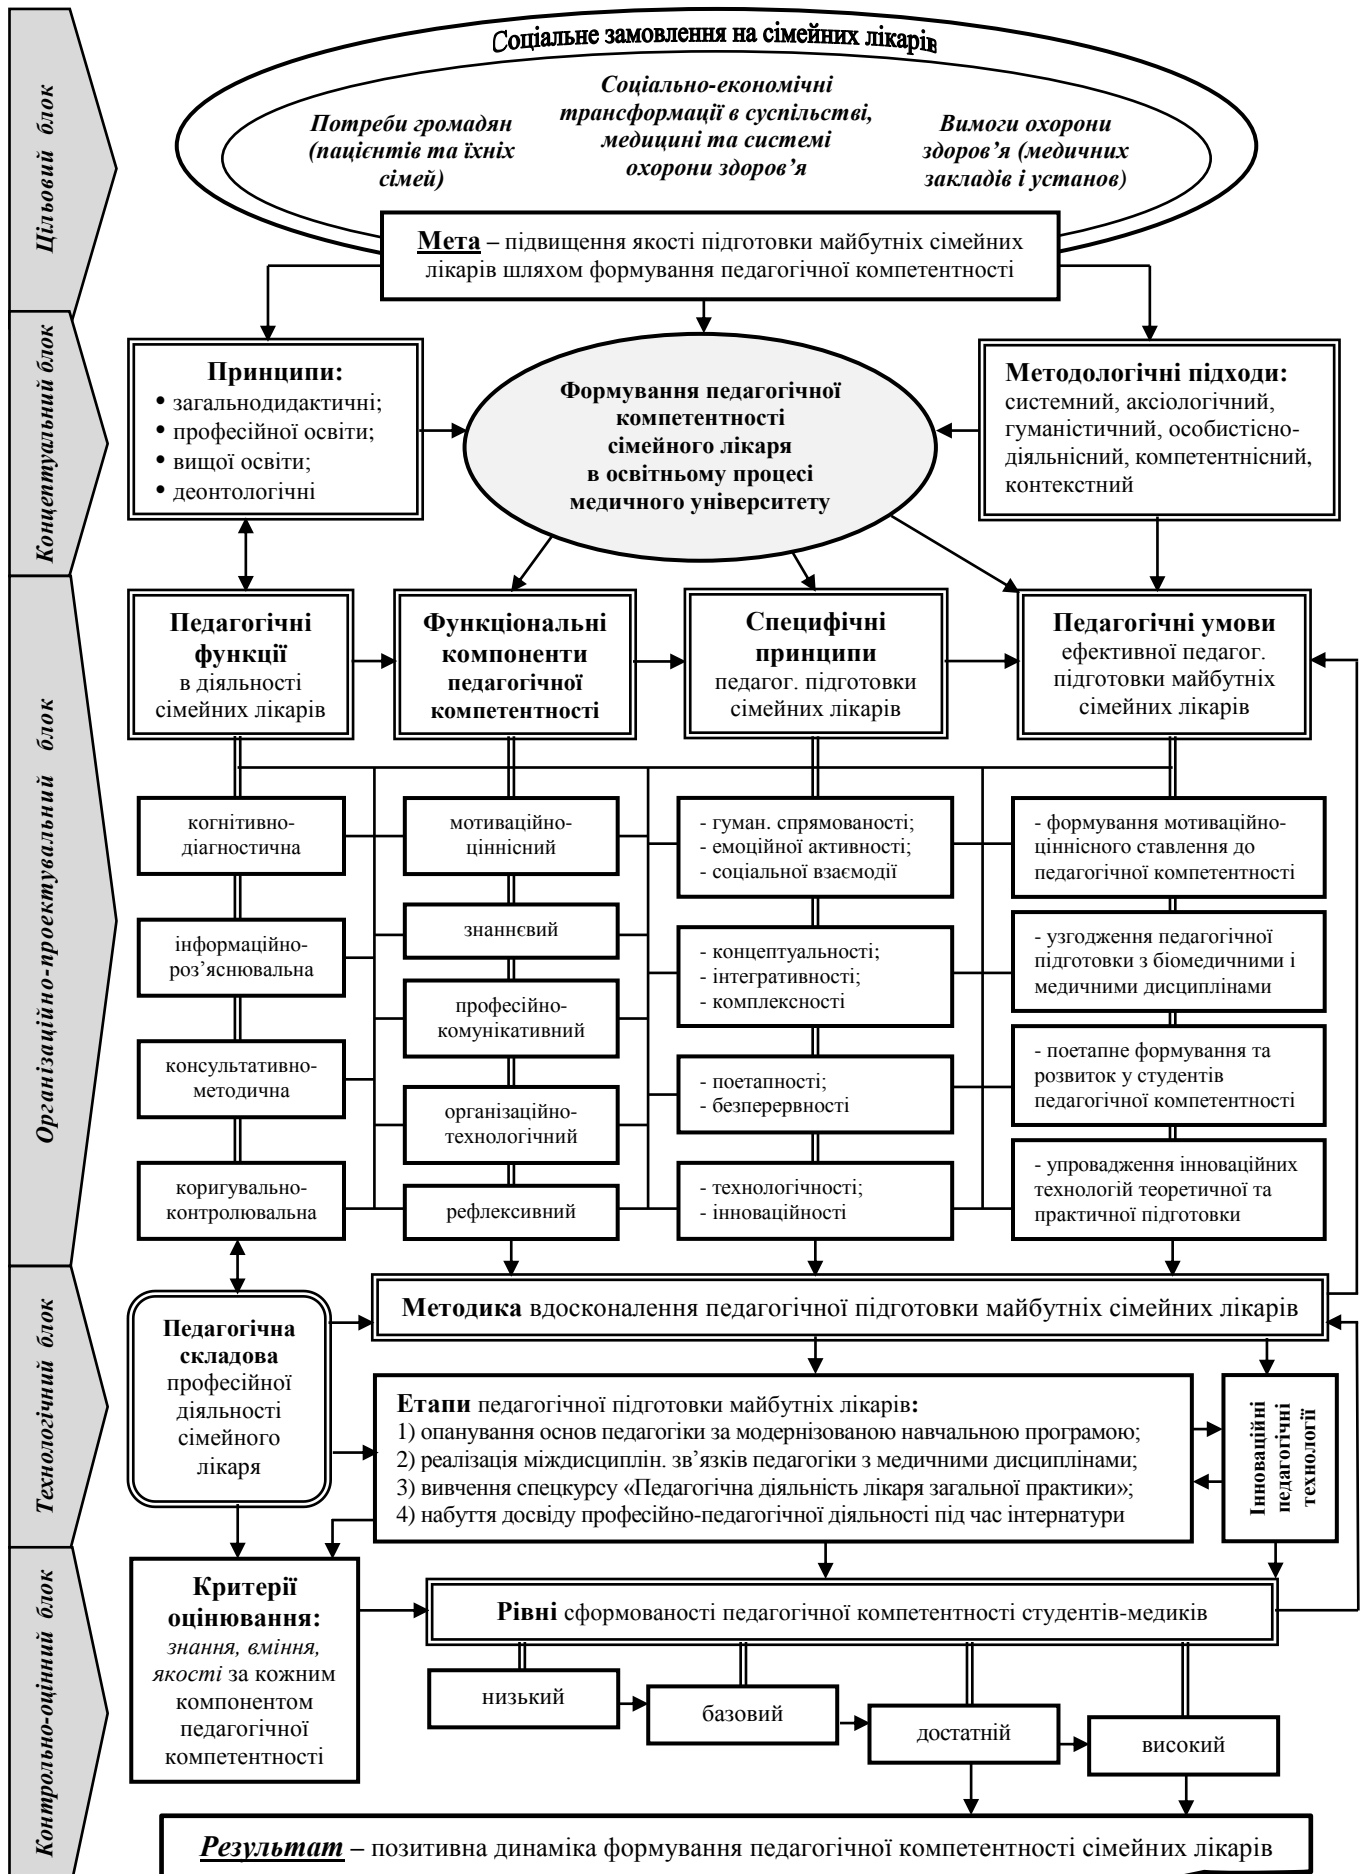 Цільовий блок
Соціальне замовлення на сімейних лікарів
Потреби громадян
(пацієнтів та їхніх
сімей)
Соціально-економічні
трансформації в суспільстві,
медицині та системі
охорони здоров’я
Вимоги охорони
здоров’я (медичних
закладів і установ)
Мета – підвищення якості підготовки майбутніх сімейних
лікарів шляхом формування педагогічної компетентності
Концептуальний блок
Принципи:
• загальнодидактичні;
• професійної освіти;
• вищої освіти;
• деонтологічні
Формування педагогічної
компетентності
сімейного лікаря
в освітньому процесі
медичного університету
Методологічні підходи:
системний, аксіологічний,
гуманістичний, особистісно-
діяльнісний, компетентнісний,
контекстний
Організаційно-проектувальний блок
Педагогічні
функції
в діяльності
сімейних лікарів
Функціональні
компоненти
педагогічної
компетентності
Специфічні
принципи
педагог. підготовки
сімейних лікарів
Педагогічні умови
ефективної педагог.
підготовки майбутніх
сімейних лікарів
когнітивно-
діагностична
інформаційно-
роз’яснювальна
консультативно-
методична
коригувально-
контролювальна
мотиваційно-
ціннісний
знаннєвий
професійно-
комунікативний
організаційно-
технологічний
рефлексивний
- гуман. спрямованості;
- емоційної активності;
- соціальної взаємодії
- концептуальності;
- інтегративності;
- комплексності
- поетапності;
- безперервності
- технологічності;
- інноваційності
- формування мотиваційно-
ціннісного ставлення до
педагогічної компетентності
- узгодження педагогічної
підготовки з біомедичними і
медичними дисциплінами
- поетапне формування та
розвиток у студентів
педагогічної компетентності
- упровадження інноваційних
технологій теоретичної та
практичної підготовки
Технологічний блок
Педагогічна
складова
професійної
діяльності
сімейного
лікаря
Методика вдосконалення педагогічної підготовки майбутніх сімейних лікарів
Етапи педагогічної підготовки майбутніх лікарів:
1) опанування основ педагогіки за модернізованою навчальною програмою;
2) реалізація міждисциплін. зв’язків педагогіки з медичними дисциплінами;
3) вивчення спецкурсу «Педагогічна діяльність лікаря загальної практики»;
4) набуття досвіду професійно-педагогічної діяльності під час інтернатури
Інноваційні
педагогічні
технології
Контрольно-оцінний блок
Критерії
оцінювання:
знання, вміння,
якості за кожним
компонентом
педагогічної
компетентності
Рівні сформованості педагогічної компетентності студентів-медиків
низький
базовий
достатній
високий
Результат – позитивна динаміка формування педагогічної компетентності сімейних лікарів